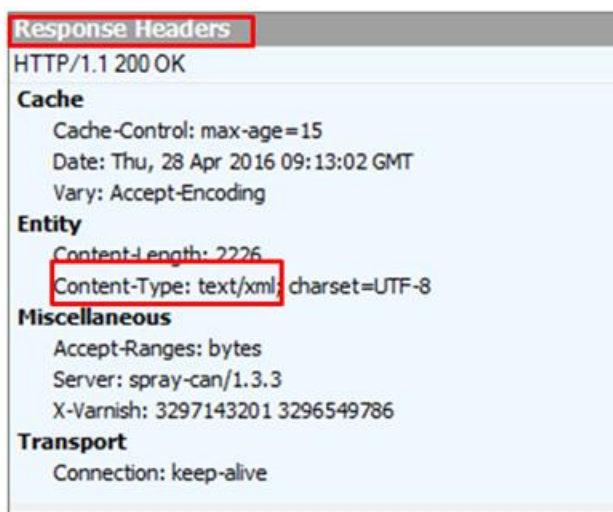 Response Headers
HTTP/1.1 200 OK
Cache
Cache-Control: max-age=15
Date: Thu, 28 Apr 2016 09:13:02 GMT
Vary: Accept-Encoding
Entity
Content-Length: 2226
Content-Type: text/xml; charset=UTF-8
Miscellaneous
Accept-Ranges: bytes
Server: spray-can/1.3.3
X-Varnish: 3297143201 3296549786
Transport
Connection: keep-alive